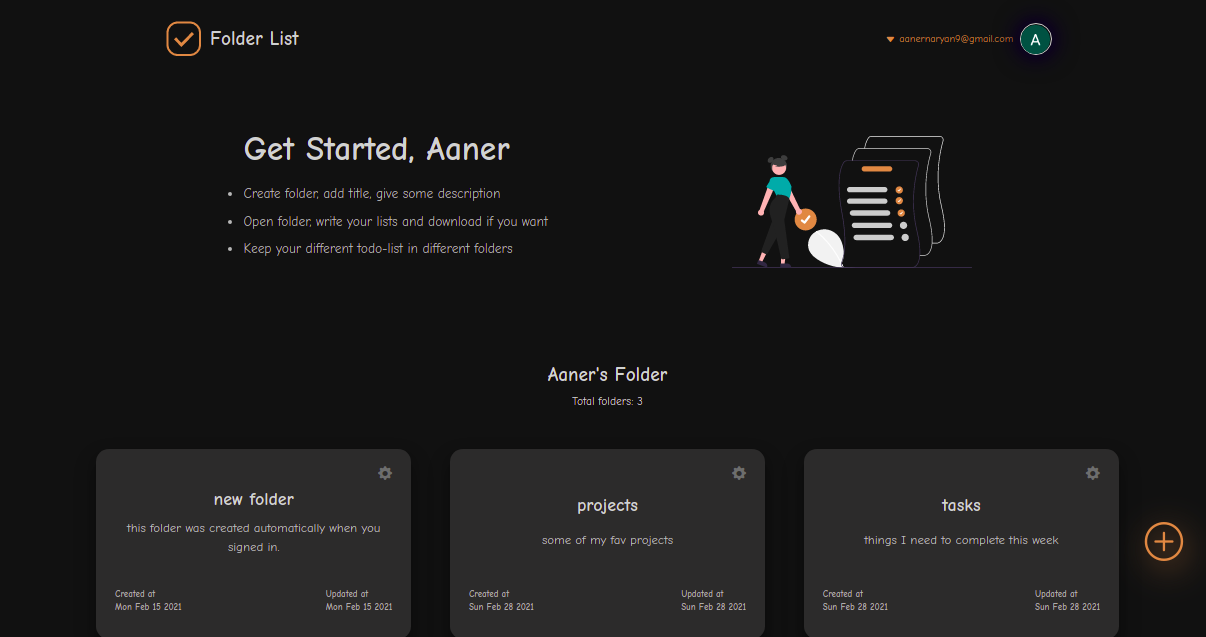 Folder List
aanernaryan9@gmail.com
A
Get Started, Aaner
Create folder, add title, give some description
Open folder, write your lists and download if you want
Keep your different todo-list in different folders
Aaner's Folder
Total folders: 3
new folder
this folder was created automatically when you
signed in.
Created at
Mon Feb 15 2021
Updated at
Mon Feb 15 2021
projects
some of my fav projects
Created at
Sun Feb 28 2021
Updated at
Sun Feb 28 2021
tasks
things I need to complete this week
Created at
Sun Feb 28 2021
Updated at
Sun Feb 28 2021